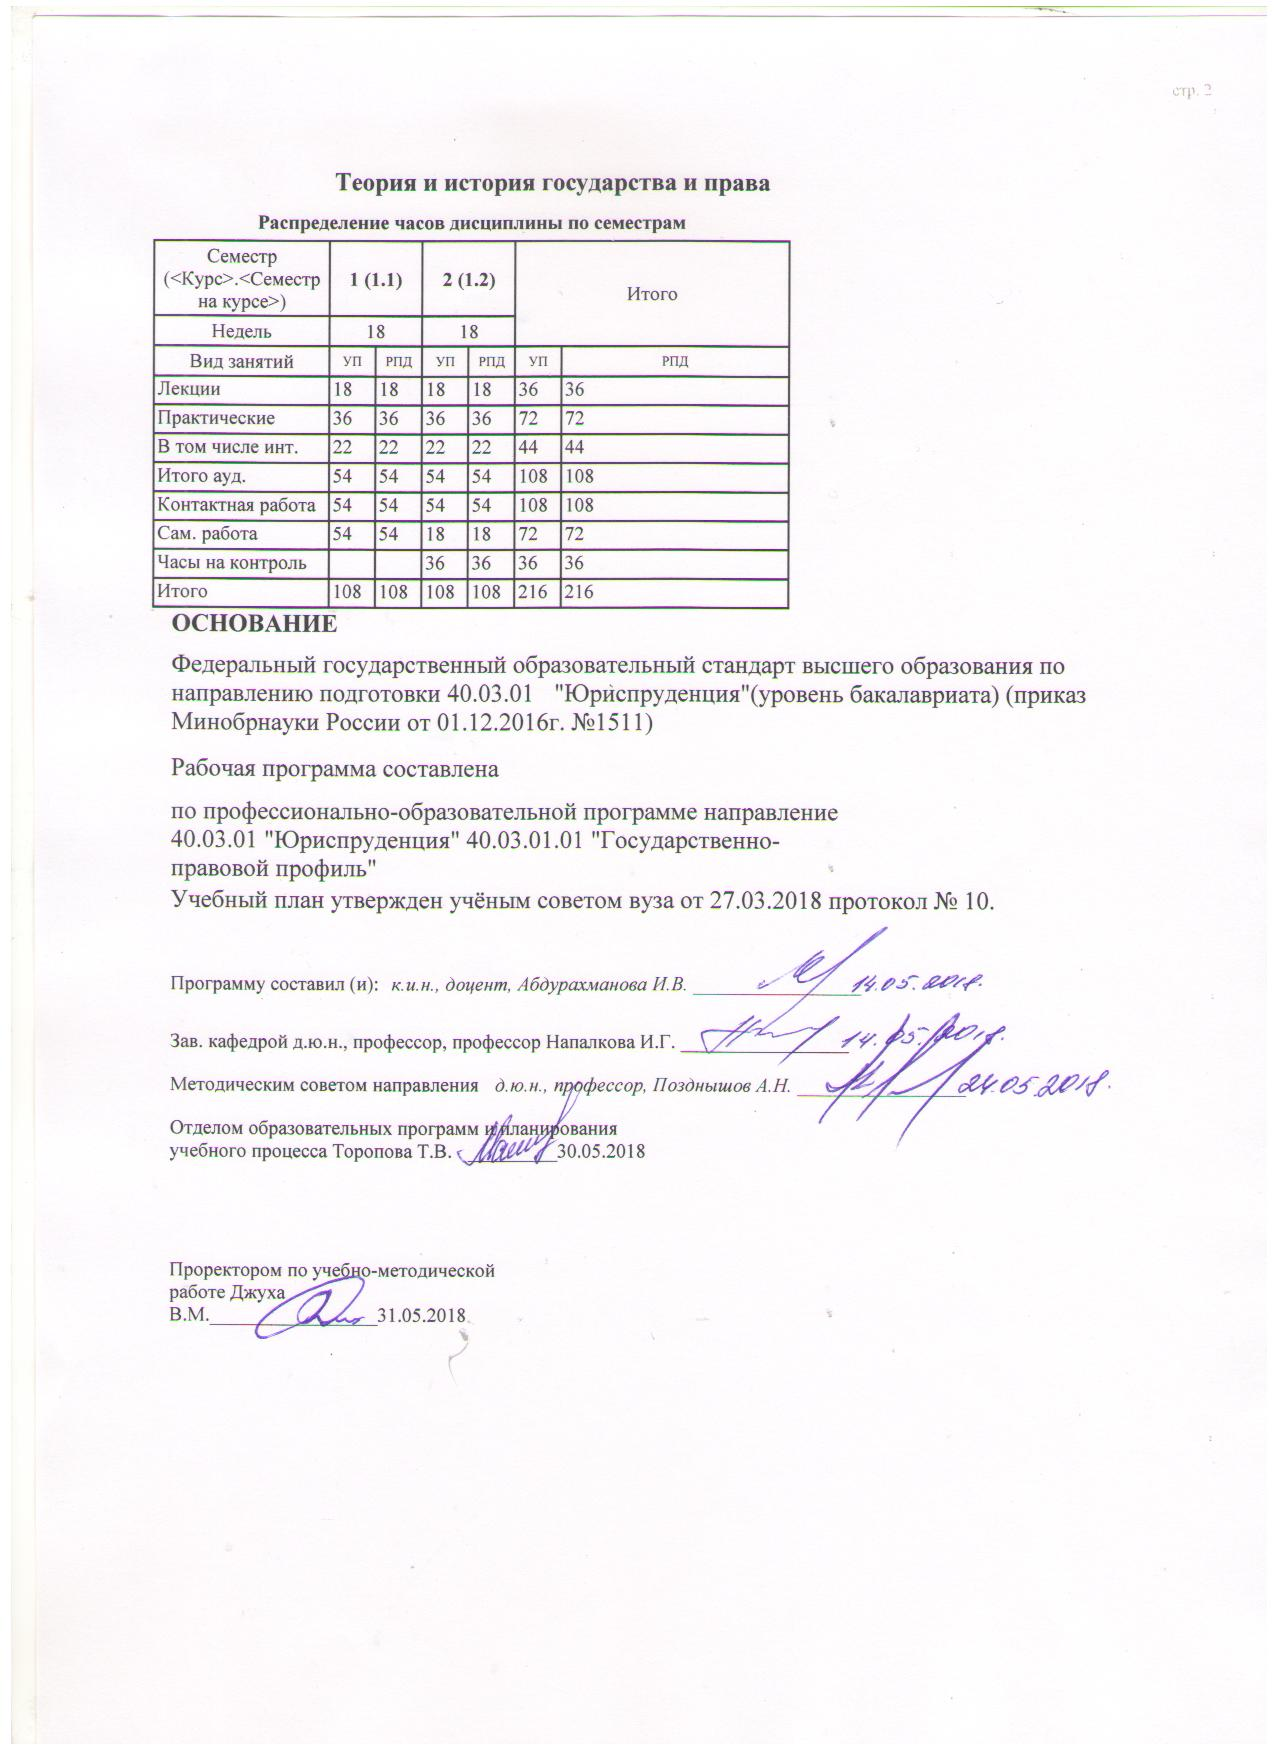 стр. 2
Теория и история государства и права
Распределение часов дисциплины по семестрам
Семестр (<Курс>.<Семестр на курсе>) 1 (1.1) 2 (1.2) Итого
Недель 18 18
Вид занятий УП РПД УП РПД УП РПД
Лекции 18 18 18 18 36 36
Практические 36 36 36 36 72 72
В том числе инт. 22 22 22 22 44 44
Итого ауд. 54 54 54 54 108 108
Контактная работа 54 54 54 54 108 108
Сам. работа 54 54 18 18 72 72
Часы на контроль 36 36 36 36
Итого 108 108 108 108 216 216
ОСНОВАНИЕ
Федеральный государственный образовательный стандарт высшего образования по
направлению подготовки 40.03.01 "Юриспруденция"(уровень бакалавриата) (приказ
Минобрнауки России от 01.12.2016г. №1511)
Рабочая программа составлена
по профессионально-образовательной программе направление
40.03.01 "Юриспруденция" 40.03.01.01 "Государственно-
правовой профиль"
Учебный план утвержден учёным советом вуза от 27.03.2018 протокол № 10.
Программу составил (и): к.и.н., доцент, Абдурахманова И.В. 14.05.2018.
Зав. кафедрой д.ю.н., профессор, профессор Напалкова И.Г. 14.05.2018.
Методическим советом направления д.ю.н., профессор, Позднышов А.Н. 24.05.2018.
Отделом образовательных программ и планирования
учебного процесса Торопова Т.В. 30.05.2018
Проректором по учебно-методической
работе Джуха
В.М. 31.05.2018